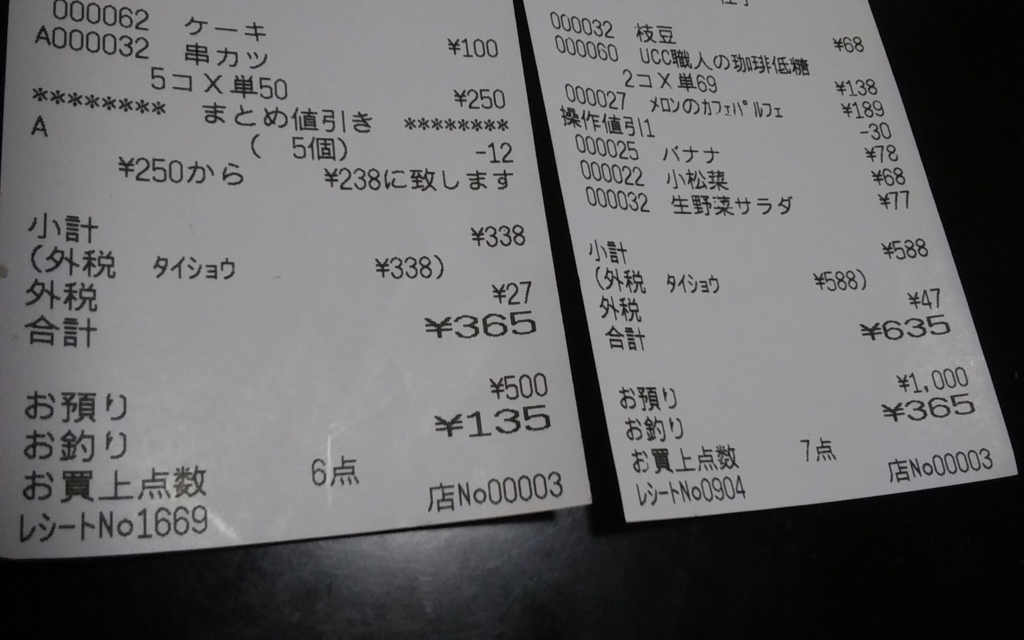 000062 ケーキ ¥100
A000032 串カツ
5コ X 単50 ¥250
******** まとめ値引き ********
A ( 5個) -12
¥250から ¥238に致します
小計 ¥338
(外税 タイショウ ¥338)
外税 ¥27
合計 ¥365
お預り ¥500
お釣り ¥135
お買上点数 6点
レシートNo1669 店No00003
000032 枝豆 ¥68
000060 UCC職人の珈琲低糖
2コ X 単69 ¥138
000027 メロンのカフェパルフェ ¥189
操作値引1 -30
000025 バナナ ¥78
000022 小松菜 ¥68
000032 生野菜サラダ ¥77
小計 ¥588
(外税 タイショウ ¥588)
外税 ¥47
合計 ¥635
お預り ¥1,000
お釣り ¥365
お買上点数 7点
レシートNo0904 店No00003